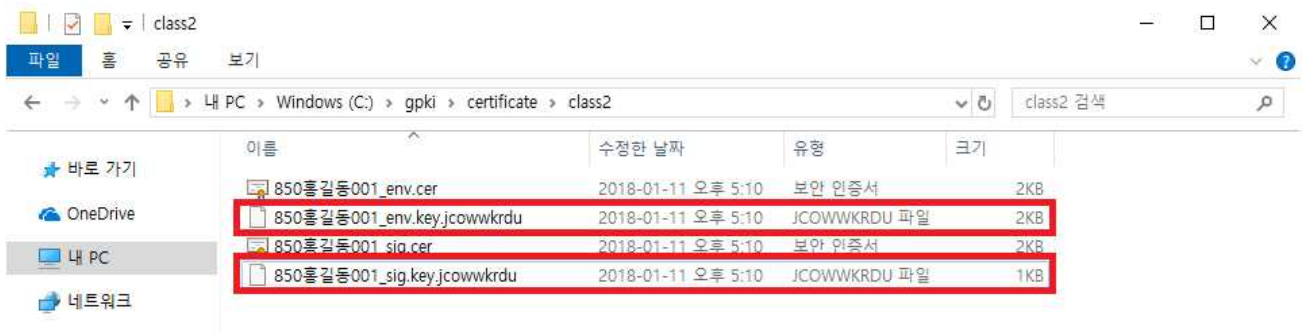 class2
파일 홈 공유 보기
내 PC > Windows (C:) > gpki > certificate > class2
class2 검색
이름 수정한 날짜 유형 크기
바로 가기
OneDrive
내 PC
네트워크
850홍길동001_env.cer 2018-01-11 오후 5:10 보안 인증서 2KB
850홍길동001_env.key.jcowwkrdu 2018-01-11 오후 5:10 JCOWWKRDU 파일 2KB
850홍길동001_sig.cer 2018-01-11 오후 5:10 보안 인증서 2KB
850홍길동001_sig.key.jcowwkrdu 2018-01-11 오후 5:10 JCOWWKRDU 파일 1KB